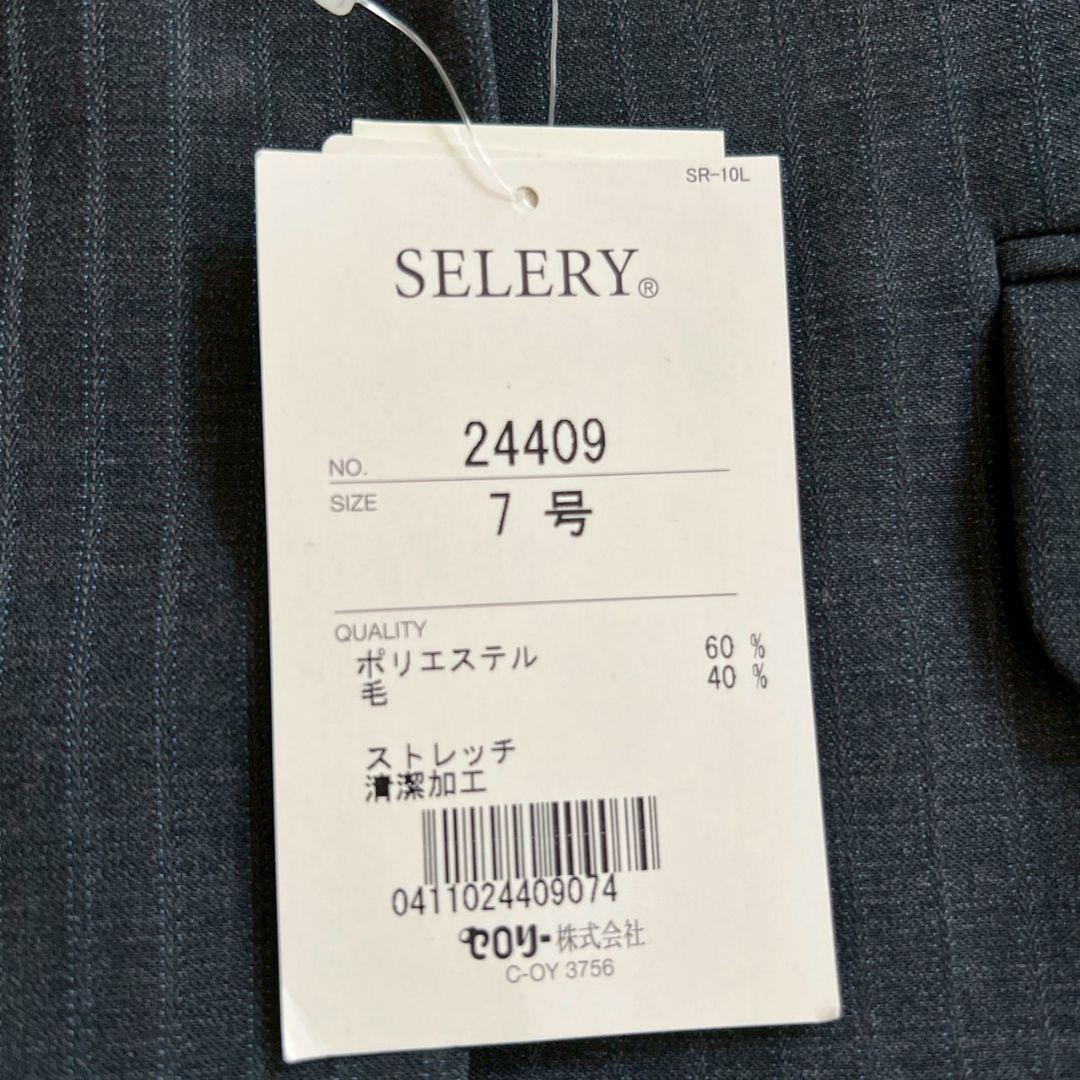 SR-10L
SELERY®
NO. 24409
SIZE 7 号
QUALITY
ポリエステル 60 %
毛 40 %
ストレッチ
清潔加工
0411024409074
セロリー株式会社
C-OY 3756